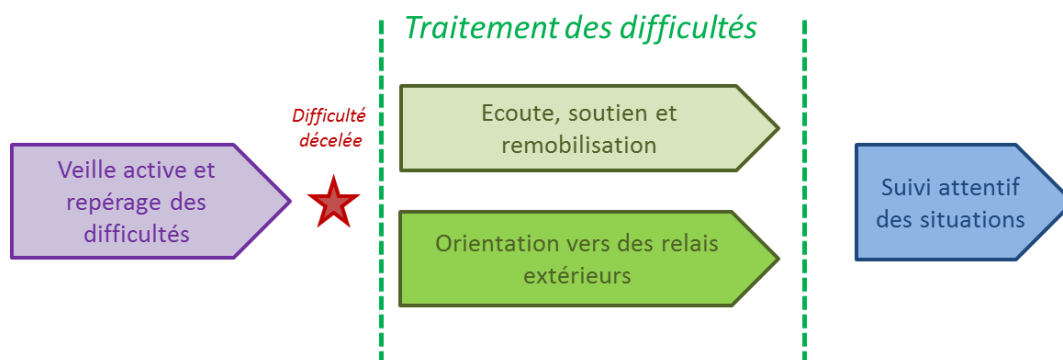 Traitement des difficultés
Difficulté
décelée
Ecoute, soutien et
remobilisation
Veille active et
repérage des
difficultés
Suivi attentif
des situations
Orientation vers des relais
extérieurs